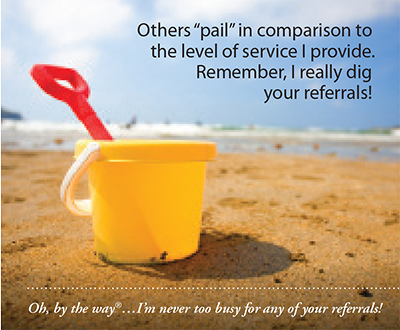 Others “pail” in comparison to
the level of service I provide.
Remember, I really dig
your referrals!
Oh, by the way®…I'm never too busy for any of your referrals!